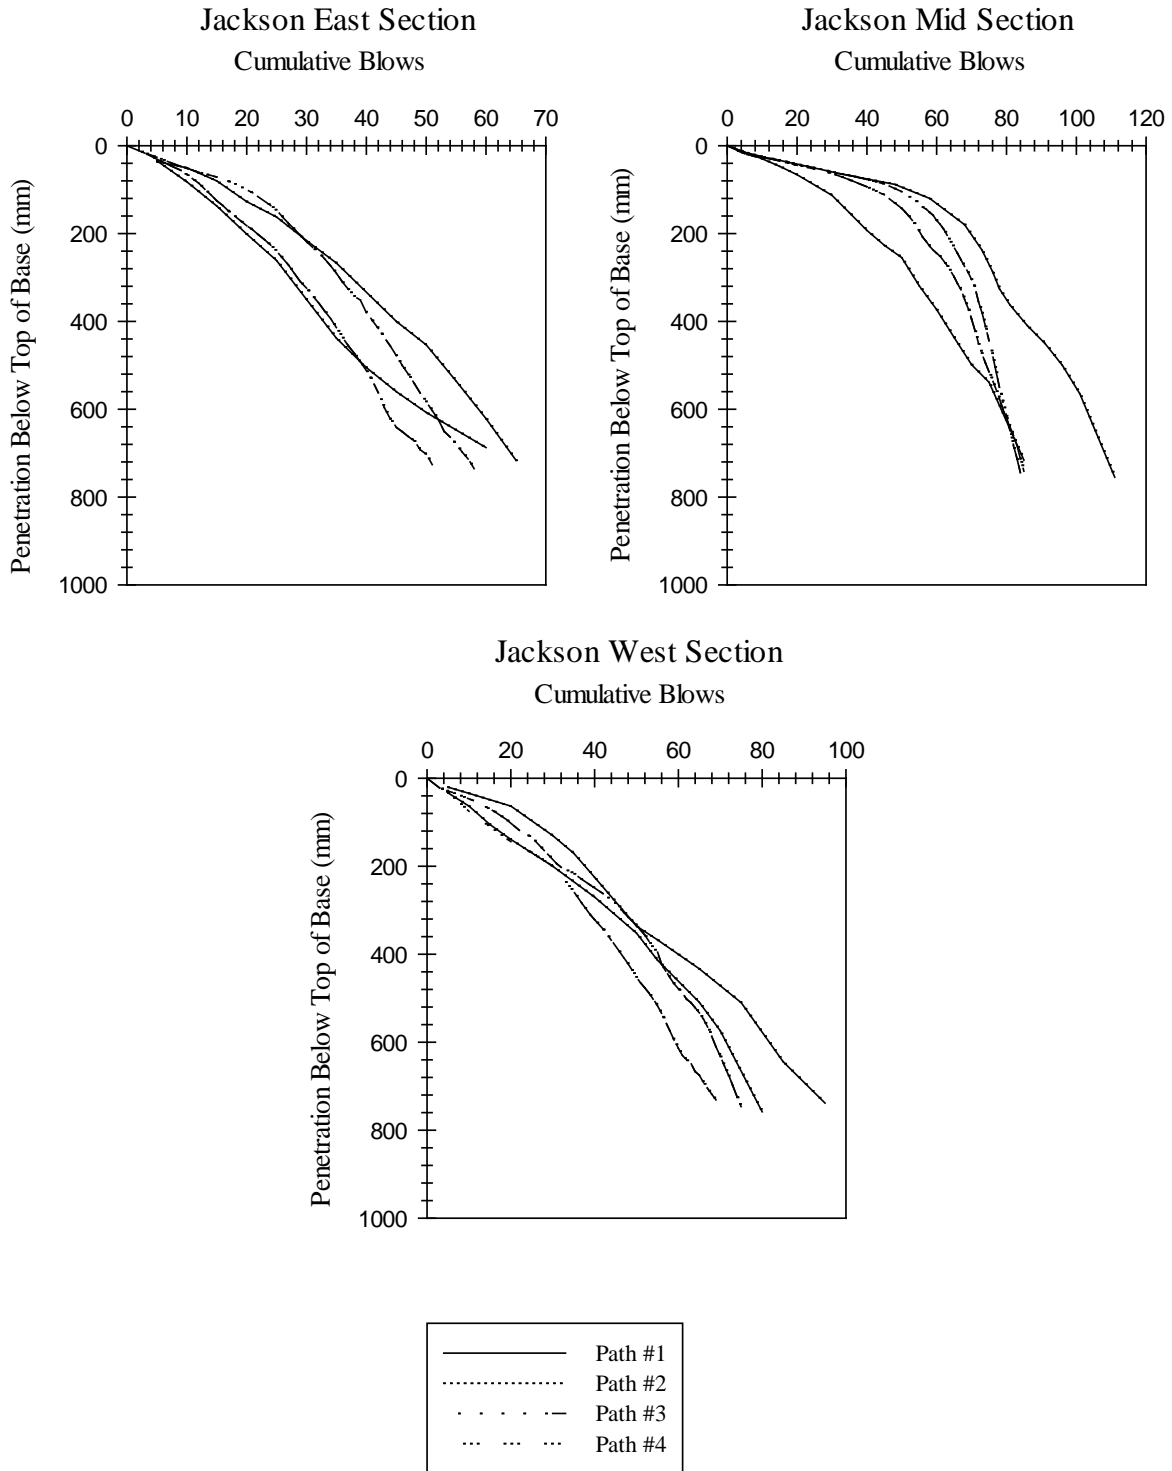 Jackson East Section
Cumulative Blows
0 10 20 30 40 50 60 70
0
200
400
600
800
1000
Penetration Below Top of Base (mm)
Jackson Mid Section
Cumulative Blows
0 20 40 60 80 100 120
0
200
400
600
800
1000
Penetration Below Top of Base (mm)
Jackson West Section
Cumulative Blows
0 20 40 60 80 100
0
200
400
600
800
1000
Penetration Below Top of Base (mm)
Path #1
Path #2
Path #3
Path #4